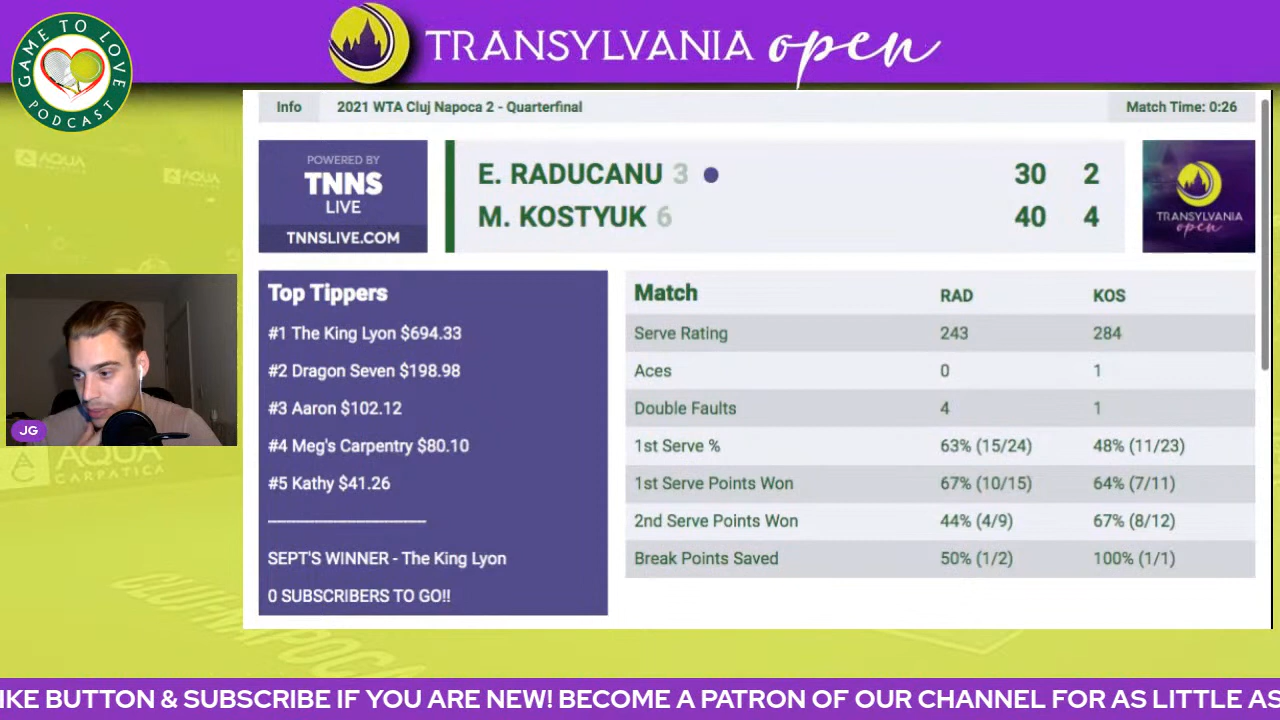 GAME TO LOVE
PODCAST
TRANSYLVANIA open
Info 2021 WTA Cluj Napoca 2 - Quarterfinal Match Time: 0:26
POWERED BY
TNNS
LIVE
TNNSLIVE.COM
E. RADUCANU 3 30 2
M. KOSTYUK 6 40 4
TRANSYLVANIA
open
Top Tippers
#1 The King Lyon $694.33
#2 Dragon Seven $198.98
#3 Aaron $102.12
#4 Meg's Carpentry $80.10
#5 Kathy $41.26
SEPT'S WINNER - The King Lyon
0 SUBSCRIBERS TO GO!!
Match RAD KOS
Serve Rating 243 284
Aces 0 1
Double Faults 4 1
1st Serve % 63% (15/24) 48% (11/23)
1st Serve Points Won 67% (10/15) 64% (7/11)
2nd Serve Points Won 44% (4/9) 67% (8/12)
Break Points Saved 50% (1/2) 100% (1/1)
JG
AQUA
CARPATICA
AQUA
AQUA
CARPATICA
CLUJ-NAPOCA
IKE BUTTON & SUBSCRIBE IF YOU ARE NEW! BECOME A PATRON OF OUR CHANNEL FOR AS LITTLE AS